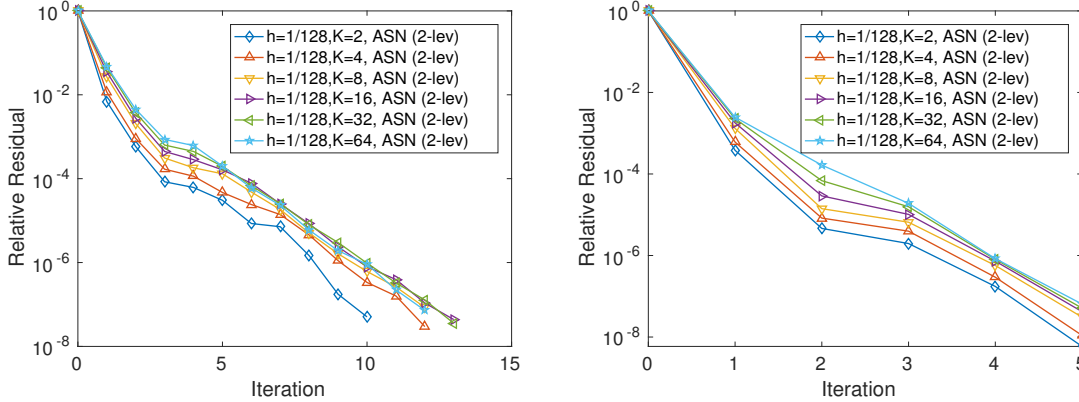 10^0
10^-2
10^-4
10^-6
10^-8
Relative Residual
0 5 10 15
Iteration
h=1/128,K=2, ASN (2-lev)
h=1/128,K=4, ASN (2-lev)
h=1/128,K=8, ASN (2-lev)
h=1/128,K=16, ASN (2-lev)
h=1/128,K=32, ASN (2-lev)
h=1/128,K=64, ASN (2-lev)
10^0
10^-2
10^-4
10^-6
10^-8
Relative Residual
0 1 2 3 4 5
Iteration
h=1/128,K=2, ASN (2-lev)
h=1/128,K=4, ASN (2-lev)
h=1/128,K=8, ASN (2-lev)
h=1/128,K=16, ASN (2-lev)
h=1/128,K=32, ASN (2-lev)
h=1/128,K=64, ASN (2-lev)